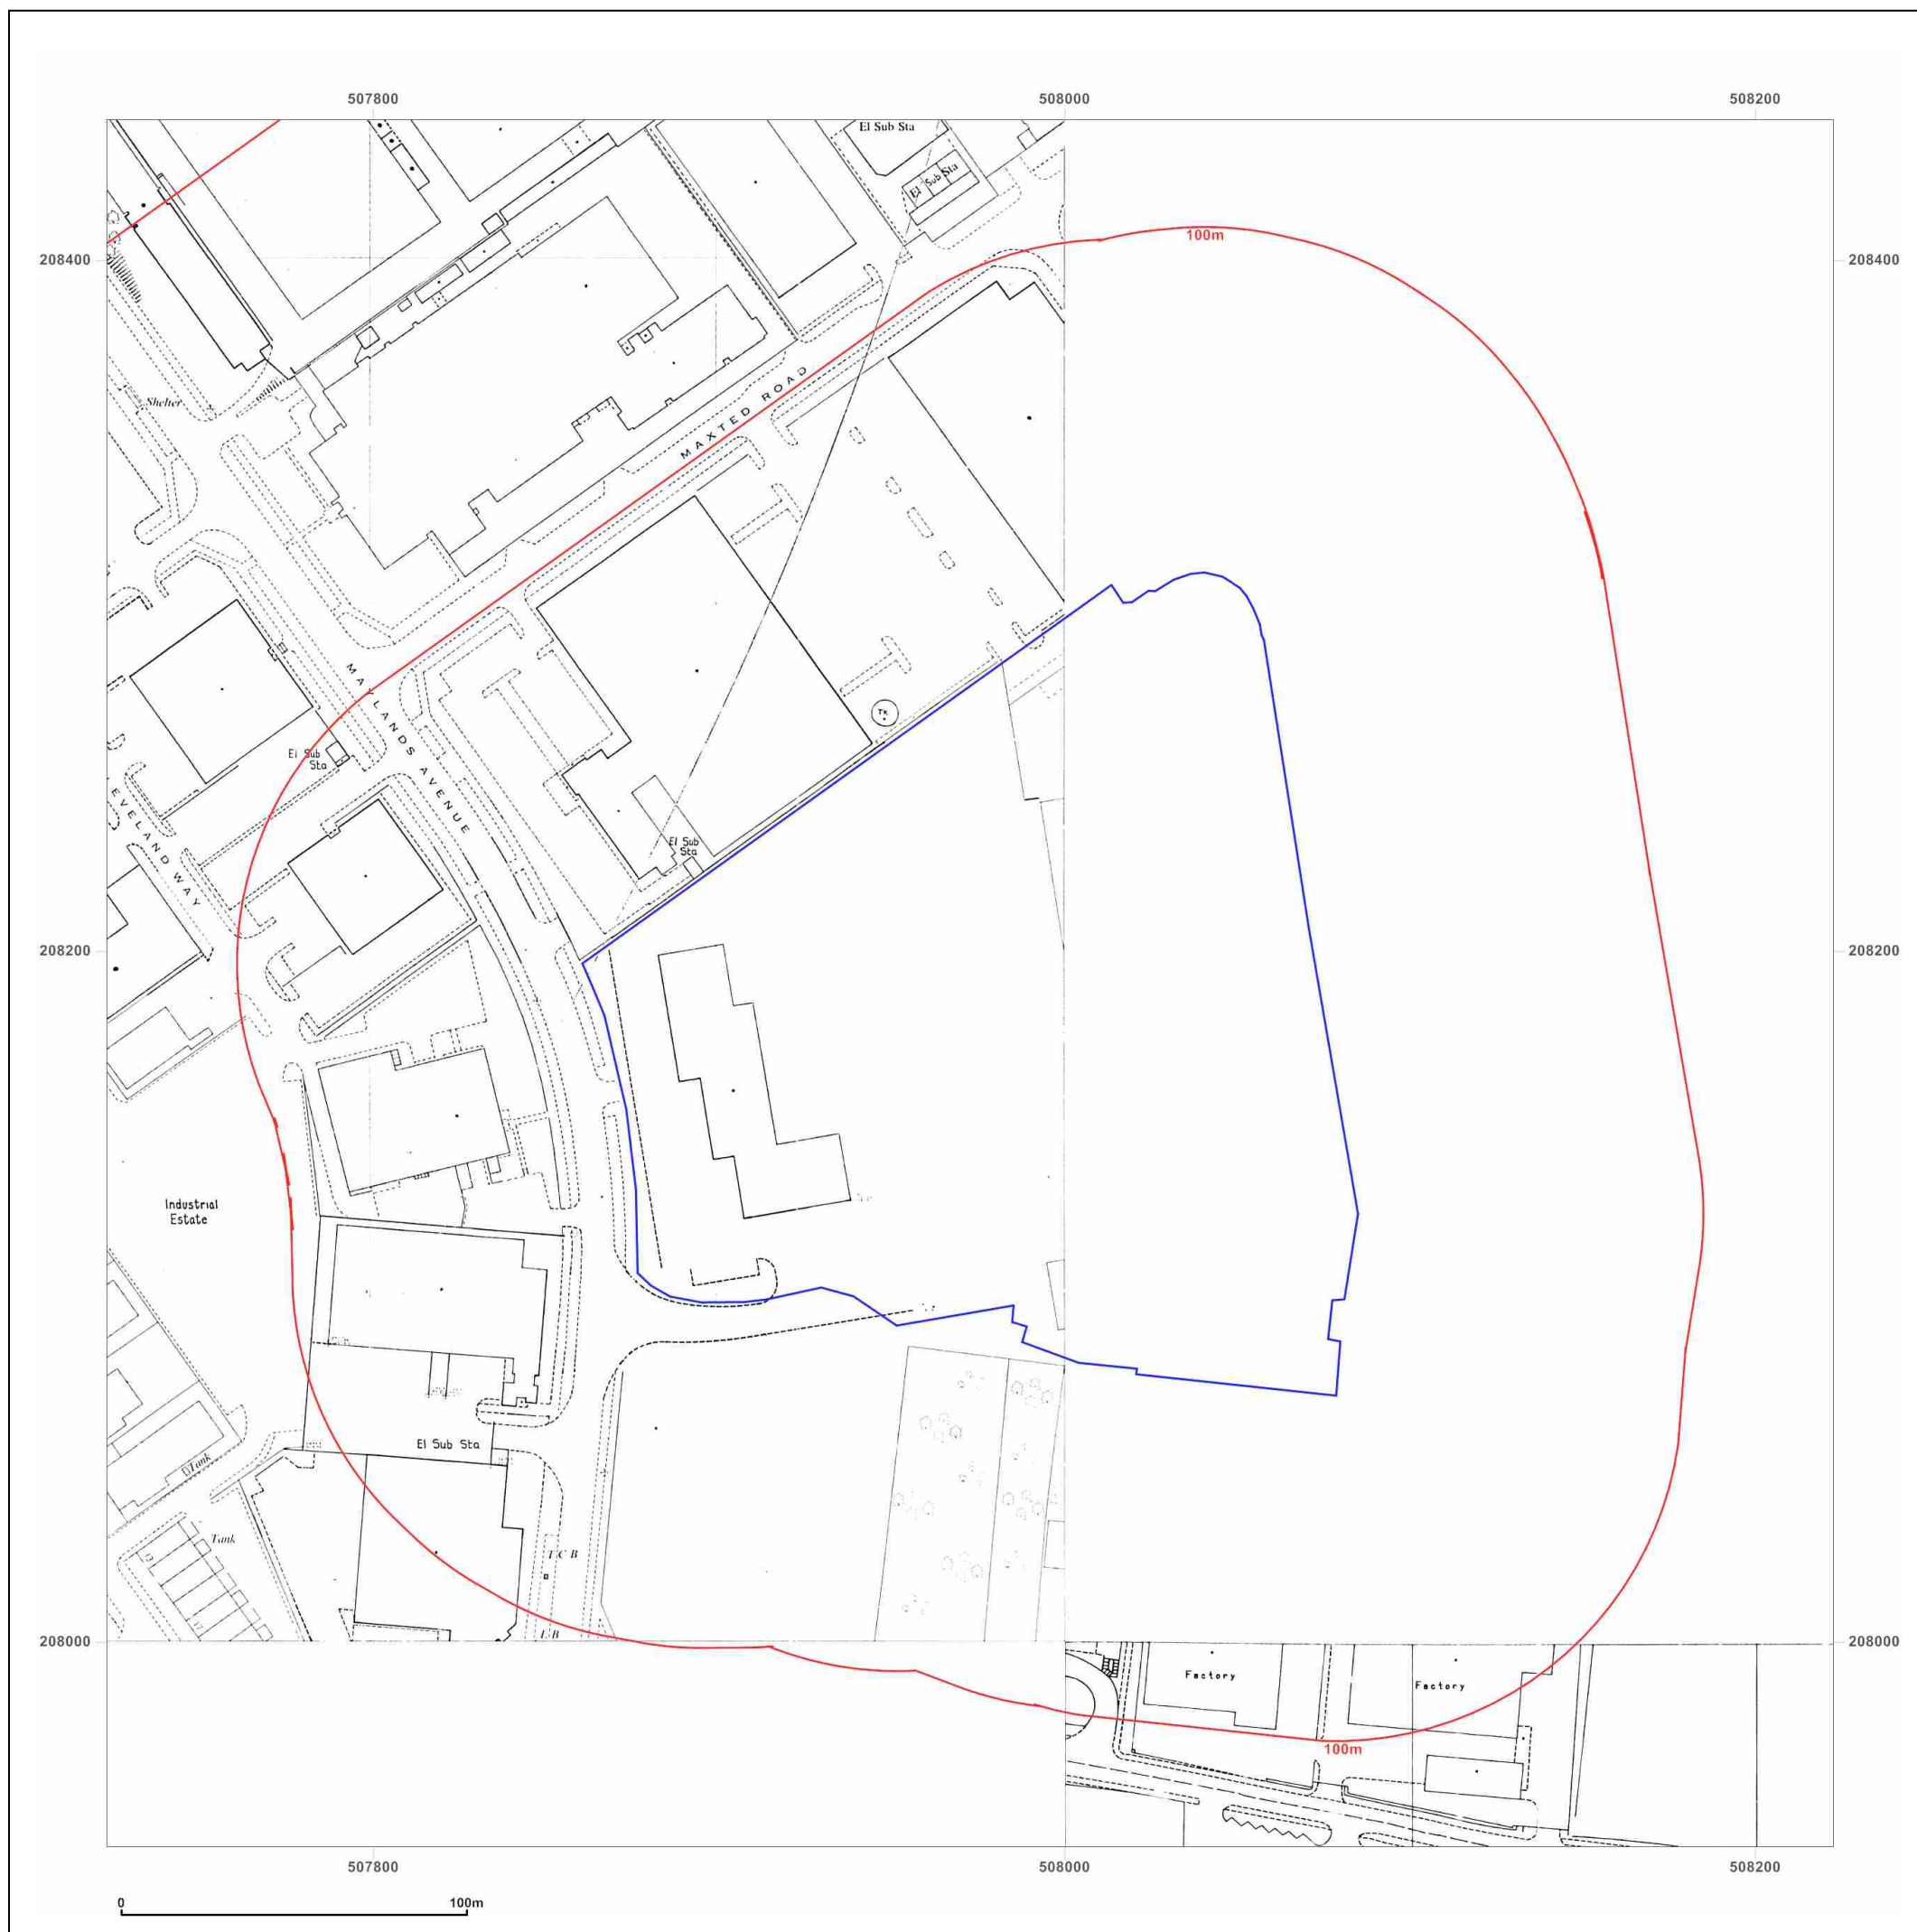 507800
508000
508200
El Sub Sta
El Sub Sta
100m
208400
208400
Shelter
MAXTED ROAD
MAYLANDS AVENUE
El Sub
Sta
Tk
EVELAND WAY
El Sub
Sta
208200
208200
Industrial
Estate
El Sub Sta
Tank
Tank
T C B
L B
208000
208000
Factory
Factory
100m
507800
508000
508200
0
100m